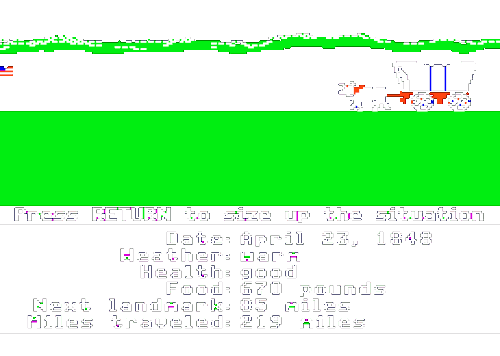 Press RETURN to size up the situation
Date: April 23, 1848
Weather: warm
Health: good
Food: 670 pounds
Next landmark: 85 miles
Miles traveled: 219 miles